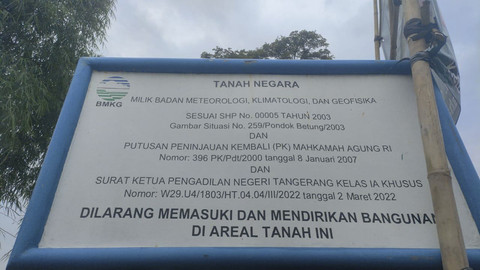 TANAH NEGARA
BMKG
MILIK BADAN METEOROLOGI, KLIMATOLOGI, DAN GEOFISIKA
SESUAI SHP No. 00005 TAHUN 2003
Gambar Situasi No. 259/Pondok Betung/2003
DAN
PUTUSAN PENINJAUAN KEMBALI (PK) MAHKAMAH AGUNG RI
Nomor: 396 PK/Pdt/2000 tanggal 8 Januari 2007
DAN
SURAT KETUA PENGADILAN NEGERI TANGERANG KELAS IA KHUSUS
Nomor: W29.U4/1803/HT.04.04/III/2022 tanggal 2 Maret 2022
DILARANG MEMASUKI DAN MENDIRIKAN BANGUNAN
DI AREAL TANAH INI